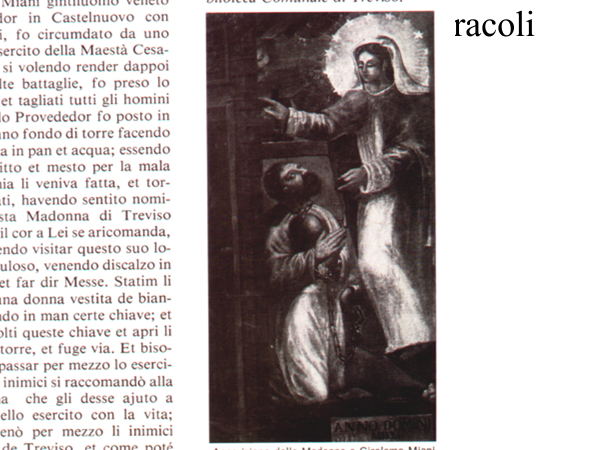 Miani gentiluomo veneto
dor in Castelnuovo con
i, fo circumdato da uno
sercito della Maestà Cesa-
si volendo render dappoi
lte battaglie, fo preso lo
et tagliati tutti gli homini
lo Provededor fo posto in
uno fondo di torre facendo
a in pan et acqua; essendo
itto et mesto per la mala
nia li veniva fatta, et tor-
ti, havendo sentito nomi-
sta Madonna di Treviso
il cor a Lei se aricomanda,
endo visitar questo suo lo-
uloso, venendo discalzo in
et far dir Messe. Statim li
una donna vestita de bian-
ndo in man certe chiave; et
olti queste chiave et apri li
torre, et fuge via. Et biso-
passar per mezzo lo eserci-
inimici si raccomandò alla
na che gli desse ajuto a
ello esercito con la vita;
enò per mezzo li inimici
de Treviso, et come poté
blioteca Comunale di Treviso.
ANNO DOMINI
Apparizione della Madonna a Girolamo Miani
racoli